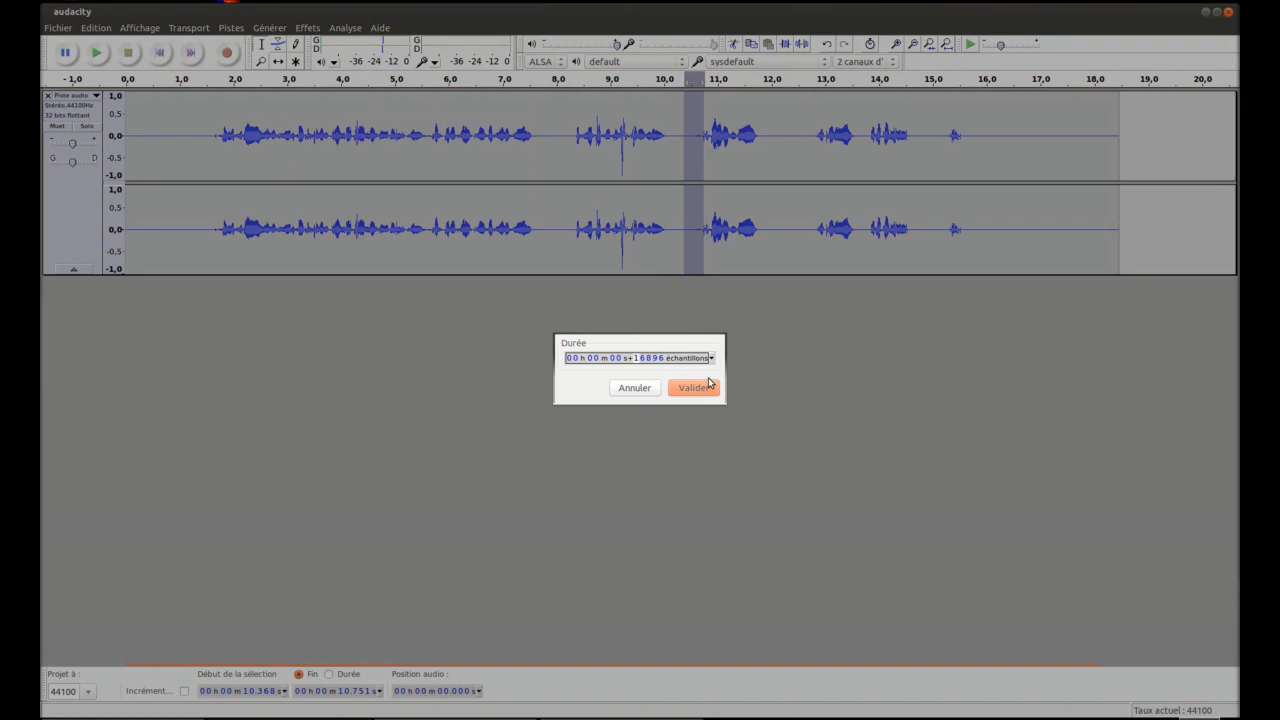 audacity
Fichier Edition Affichage Transport Pistes Générer Effets Analyse Aide
G
D
-36 -24 -12 0
G
D
-36 -24 -12 0
ALSA default sysdefault 2 canaux d'
- 1,0 0,0 1,0 2,0 3,0 4,0 5,0 6,0 7,0 8,0 9,0 10,0 11,0 12,0 13,0 14,0 15,0 16,0 17,0 18,0 19,0 20,0
Piste audio
Stéréo,44100Hz
32 bits flottant
Muet Solo
- +
G D
1,0
0,5
0,0
-0,5
-1,0
1,0
0,5
0,0
-0,5
-1,0
Durée
00 h 00 m 00 s+16896 échantillons
Annuler Valider
Projet à : Début de la sélection Fin Durée Position audio :
44100 Incrément... 00 h 00 m 10.368 s 00 h 00 m 10.751 s 00 h 00 m 00.000 s
Taux actuel : 44100